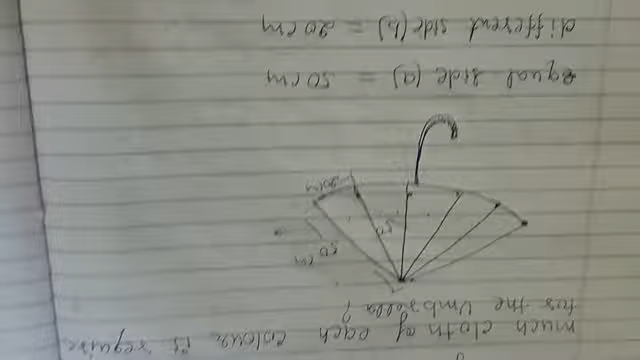 much cloth of each colour is require
for the Umbrella?
50 cm
50
20cm
equal side (a) = 50 cm
different side (b) = 20 cm